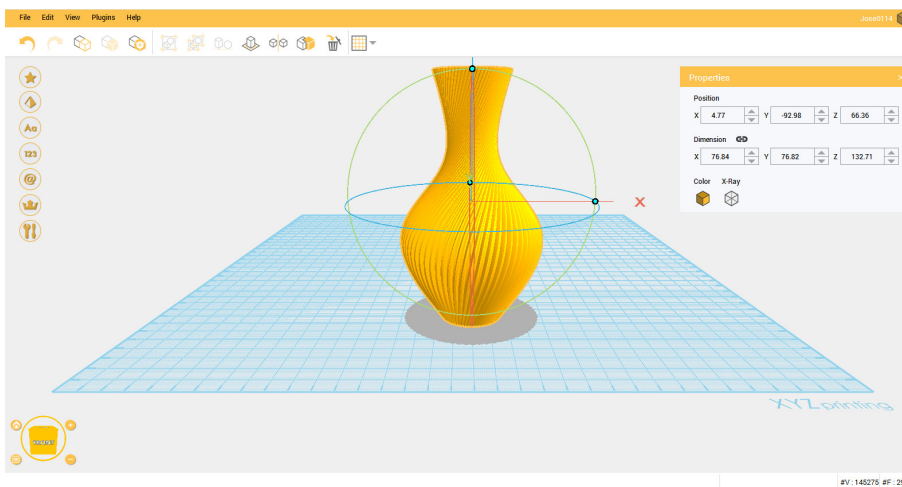 File Edit View Plugins Help
Jose0114
Properties
Position
X 4.77 Y -92.98 Z 66.36
Dimension
X 76.84 Y 76.82 Z 132.71
Color X-Ray
Aa
123
@
X
XYZprinting
#V : 145275 #F : 29